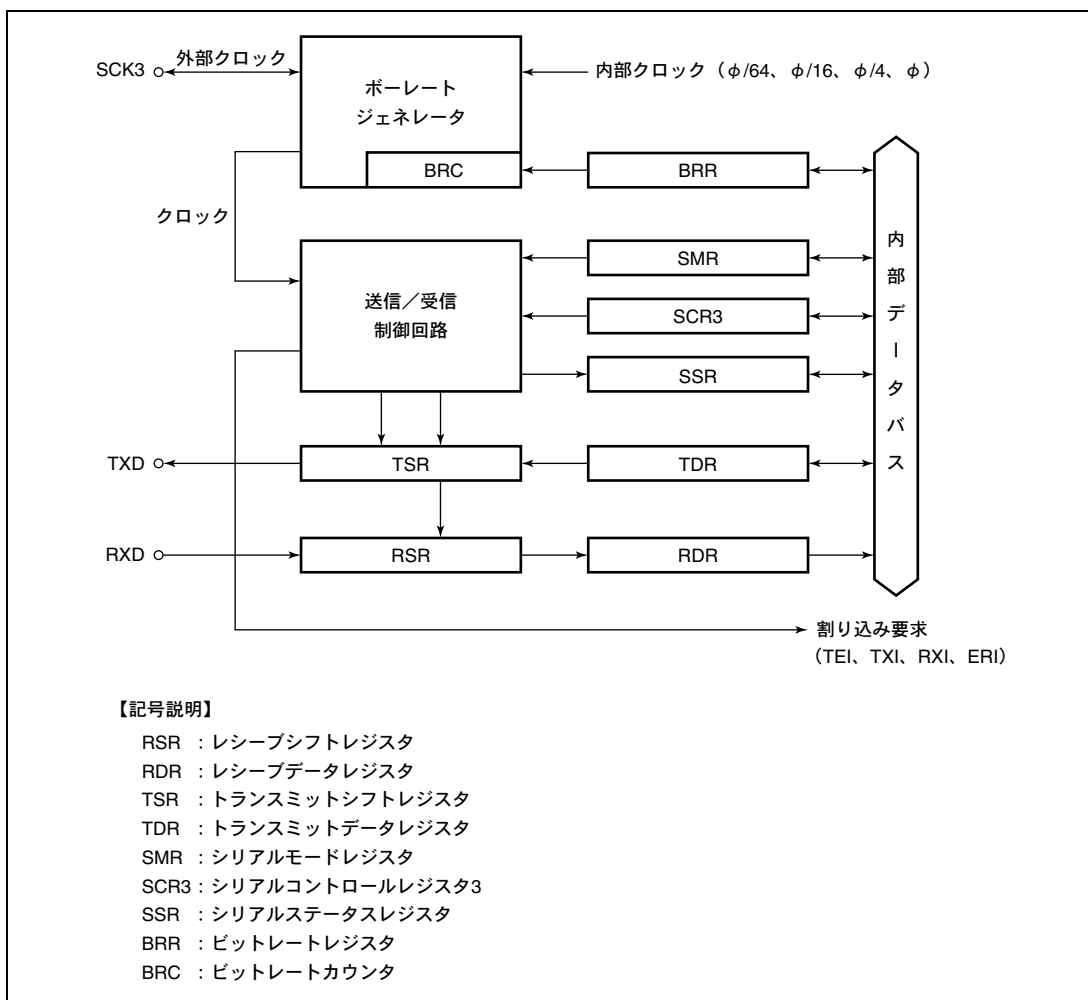 外部クロック
SCK3
内部クロック（φ/64、φ/16、φ/4、φ）
ボーレート
ジェネレータ
BRC
BRR
クロック
SMR
送信／受信
制御回路
SCR3
SSR
内部データバス
TXD
TSR
TDR
RXD
RSR
RDR
割り込み要求
（TEI、TXI、RXI、ERI）
【記号説明】
RSR ：レシーブシフトレジスタ
RDR ：レシーブデータレジスタ
TSR ：トランスミットシフトレジスタ
TDR ：トランスミットデータレジスタ
SMR ：シリアルモードレジスタ
SCR3：シリアルコントロールレジスタ3
SSR ：シリアルステータスレジスタ
BRR ：ビットレートレジスタ
BRC ：ビットレートカウンタ